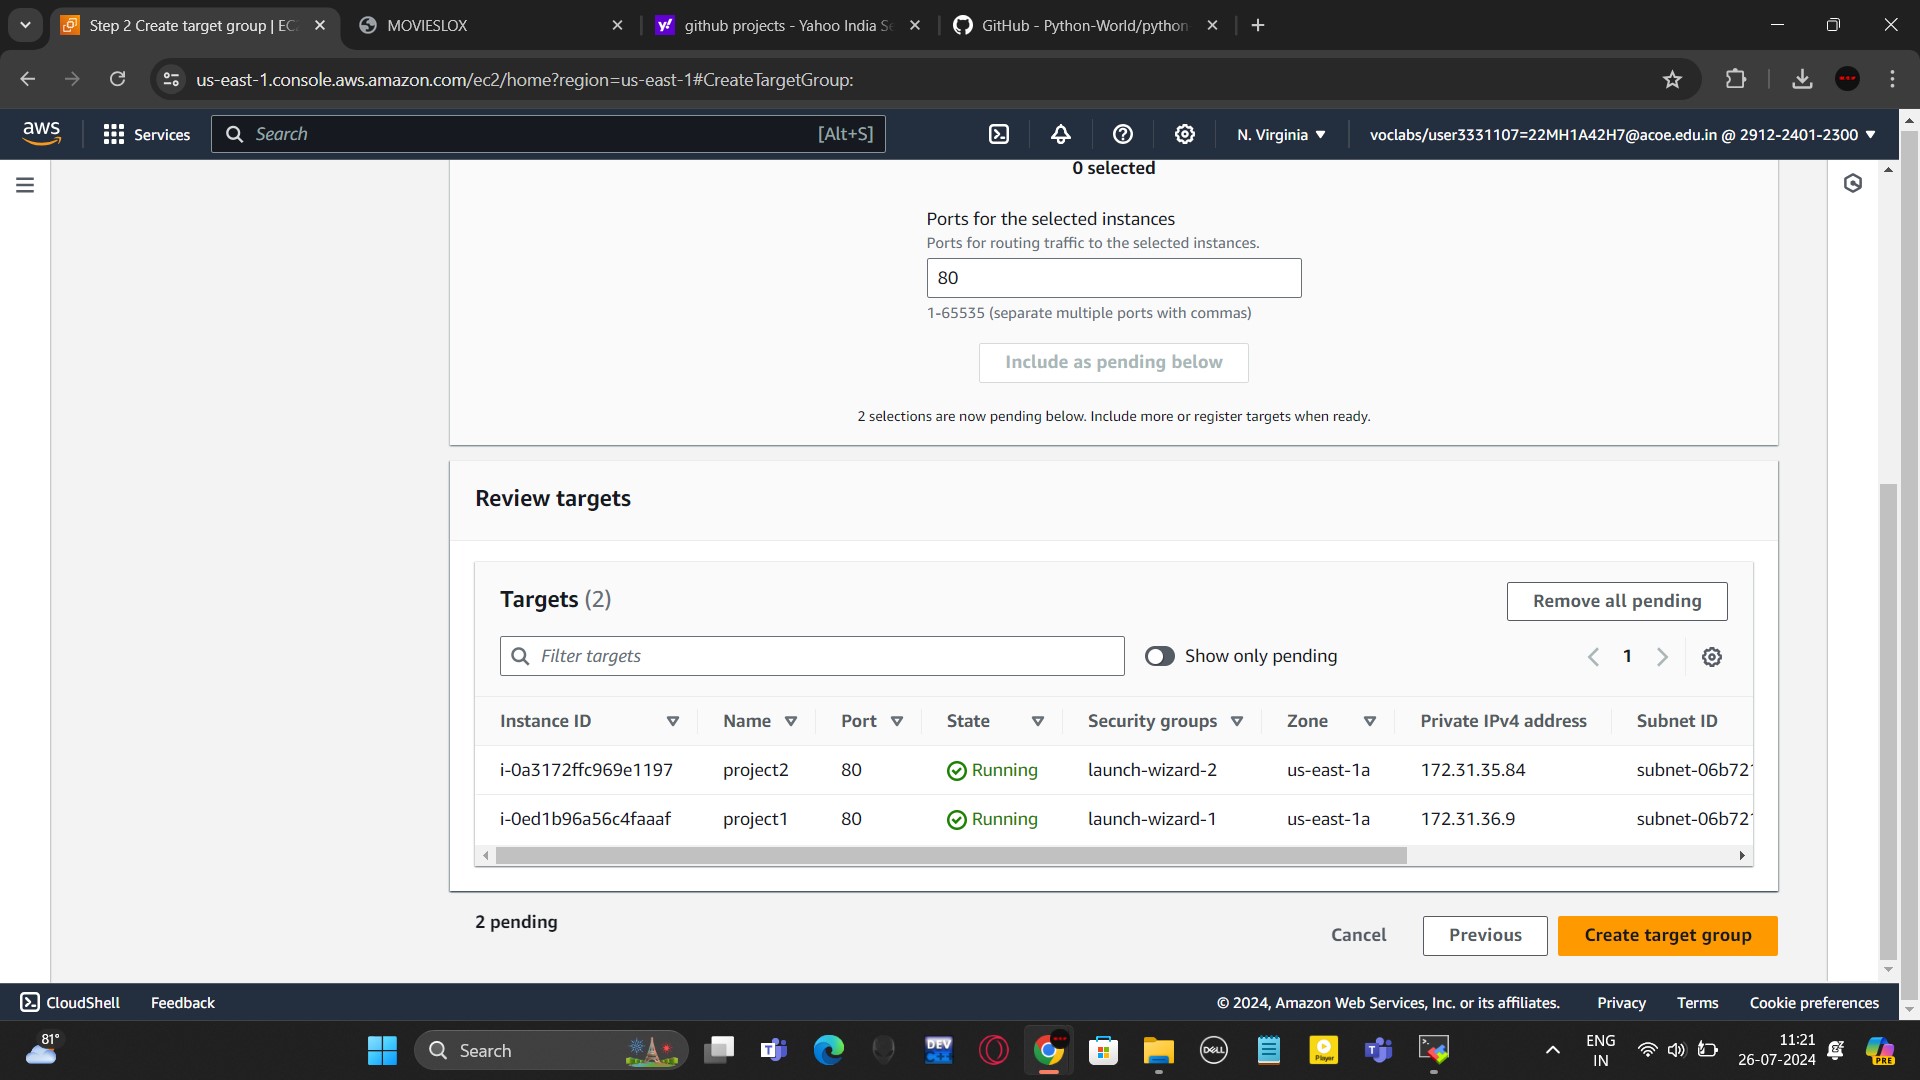 Step 2 Create target group | EC
MOVIESLOX
github projects - Yahoo India Se
GitHub - Python-World/python
us-east-1.console.aws.amazon.com/ec2/home?region=us-east-1#CreateTargetGroup:
aws
Services
Search
[Alt+S]
N. Virginia
voclabs/user3331107=22MH1A42H7@acoe.edu.in @ 2912-2401-2300
0 selected
Ports for the selected instances
Ports for routing traffic to the selected instances.
80
1-65535 (separate multiple ports with commas)
Include as pending below
2 selections are now pending below. Include more or register targets when ready.
Review targets
Targets (2)
Remove all pending
Filter targets
Show only pending
1
Instance ID Name Port State Security groups Zone Private IPv4 address Subnet ID
i-0a3172ffc969e1197 project2 80 Running launch-wizard-2 us-east-1a 172.31.35.84 subnet-06b721
i-0ed1b96a56c4faaaf project1 80 Running launch-wizard-1 us-east-1a 172.31.36.9 subnet-06b721
2 pending
Cancel
Previous
Create target group
CloudShell
Feedback
© 2024, Amazon Web Services, Inc. or its affiliates.
Privacy
Terms
Cookie preferences
81°
Search
DEV
C++
DELL
Player
ENG
IN
11:21
26-07-2024
PRE